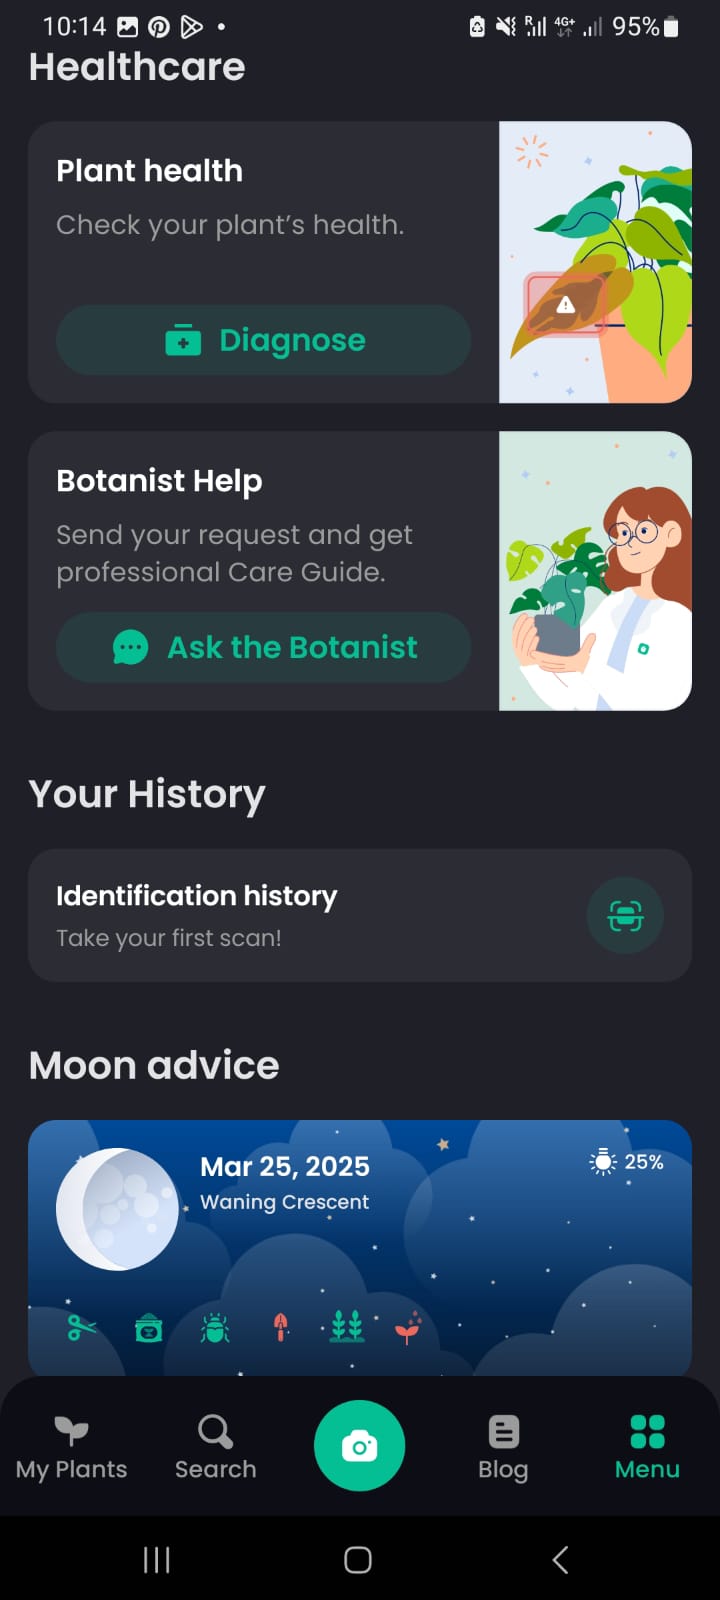 10:14
R
4G+
95%
Healthcare
Plant health
Check your plant’s health.
Diagnose
Botanist Help
Send your request and get
professional Care Guide.
Ask the Botanist
Your History
Identification history
Take your first scan!
Moon advice
Mar 25, 2025
25%
Waning Crescent
My Plants
Search
Blog
Menu